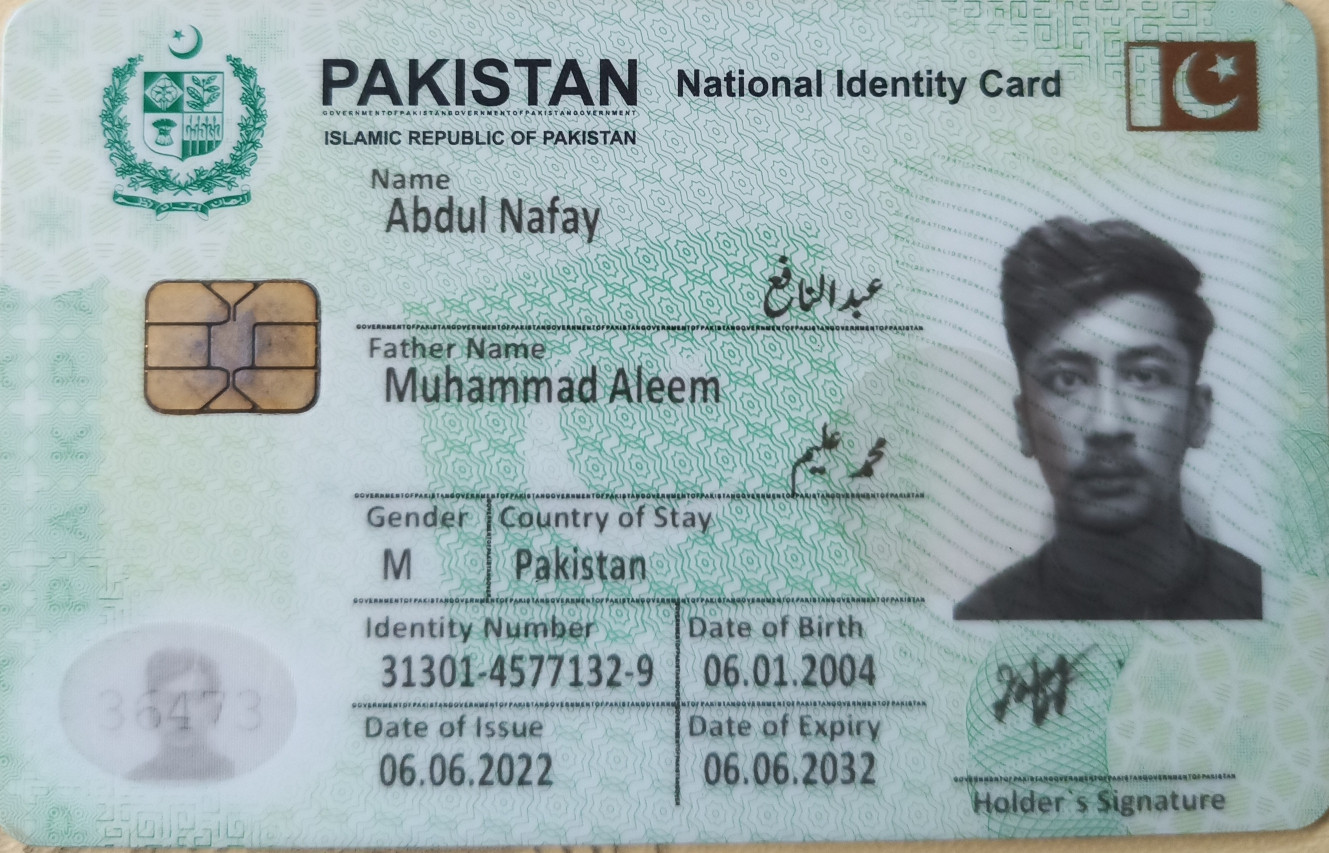 PAKISTAN National Identity Card
ISLAMIC REPUBLIC OF PAKISTAN
Name
Abdul Nafay
عبدالنافع
Father Name
Muhammad Aleem
محمد علیم
Gender Country of Stay
M Pakistan
Identity Number Date of Birth
31301-4577132-9 06.01.2004
Date of Issue Date of Expiry
06.06.2022 06.06.2032
36473
Holder`s Signature